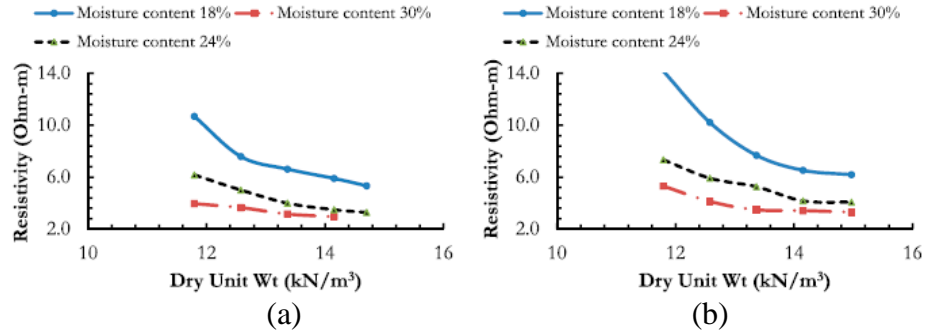 Moisture content 18% Moisture content 30%
Moisture content 24%
14.0
10.0
6.0
2.0
10 12 14 16
Resistivity (Ohm-m)
Dry Unit Wt (kN/m³)
(a)
Moisture content 18% Moisture content 30%
Moisture content 24%
14.0
10.0
6.0
2.0
10 12 14 16
Resistivity (Ohm-m)
Dry Unit Wt (kN/m³)
(b)